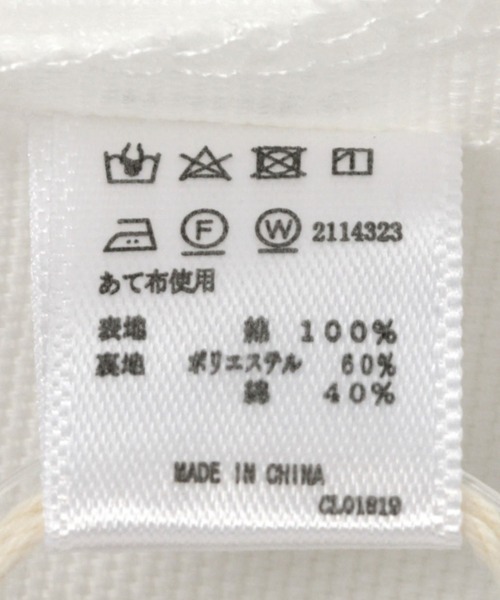 F W 2114323
あて布使用
表地 綿 100%
裏地 ポリエステル 60%
綿 40%
MADE IN CHINA
CL01819